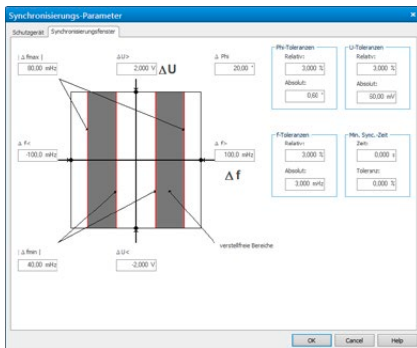 Synchronisierungs-Parameter
Schutzgerät Synchronisierungsfenster
| Δ fmax |
80,00 mHz
Δ U>
2,000 V
ΔU
Δ Phi
20,00 °
Δ f<
-100,0 mHz
Δ f>
100,0 mHz
Δ f
| Δ fmin |
40,00 mHz
Δ U<
-2,000 V
verstellfreie Bereiche
Phi-Toleranzen
Relativ:
3,000 %
Absolut:
0,60 °
U-Toleranzen
Relativ:
3,000 %
Absolut:
60,00 mV
f-Toleranzen
Relativ:
3,000 %
Absolut:
3,000 mHz
Min. Sync.-Zeit
Zeit:
0,000 s
Toleranz:
0,000 %
OK Cancel Help